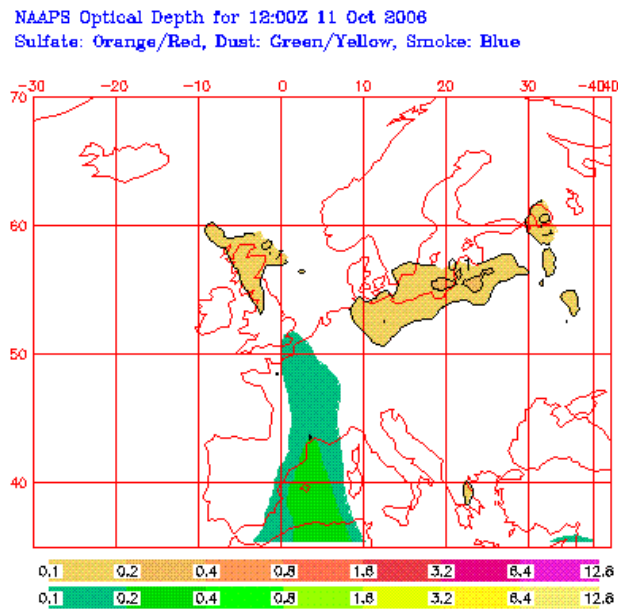 NAAPS Optical Depth for 12:00Z 11 Oct 2006
Sulfate: Orange/Red, Dust: Green/Yellow, Smoke: Blue
-30 -10 0 10 20 30 -4040
70
60
50
40
0.1
0.1 0.2 0.4 0.8 1.6 3.2 6.4 12.8
0.1 0.2 0.4 0.8 1.6 3.2 6.4 12.8